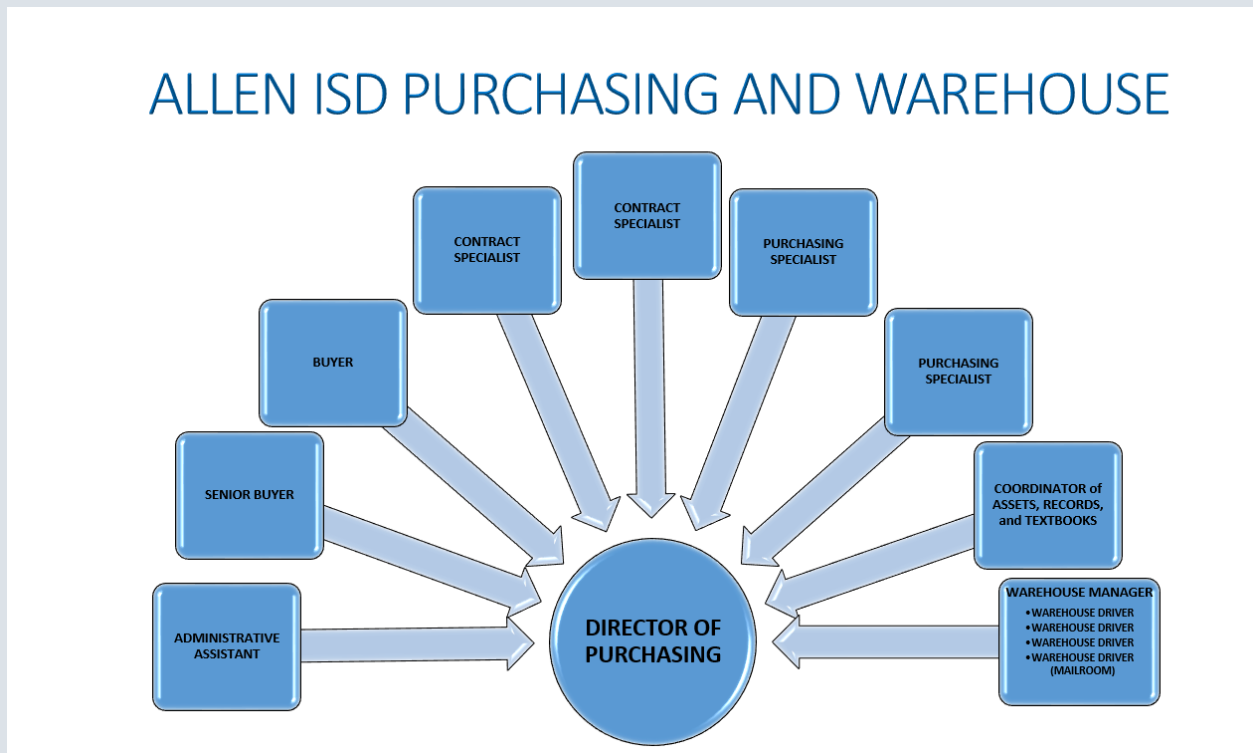 ALLEN ISD PURCHASING AND WAREHOUSE
CONTRACT
SPECIALIST
CONTRACT
SPECIALIST
PURCHASING
SPECIALIST
BUYER
PURCHASING
SPECIALIST
SENIOR BUYER
COORDINATOR of
ASSETS, RECORDS,
and TEXTBOOKS
ADMINISTRATIVE
ASSISTANT
DIRECTOR OF
PURCHASING
WAREHOUSE MANAGER
•WAREHOUSE DRIVER
•WAREHOUSE DRIVER
•WAREHOUSE DRIVER
•WAREHOUSE DRIVER
(MAILROOM)